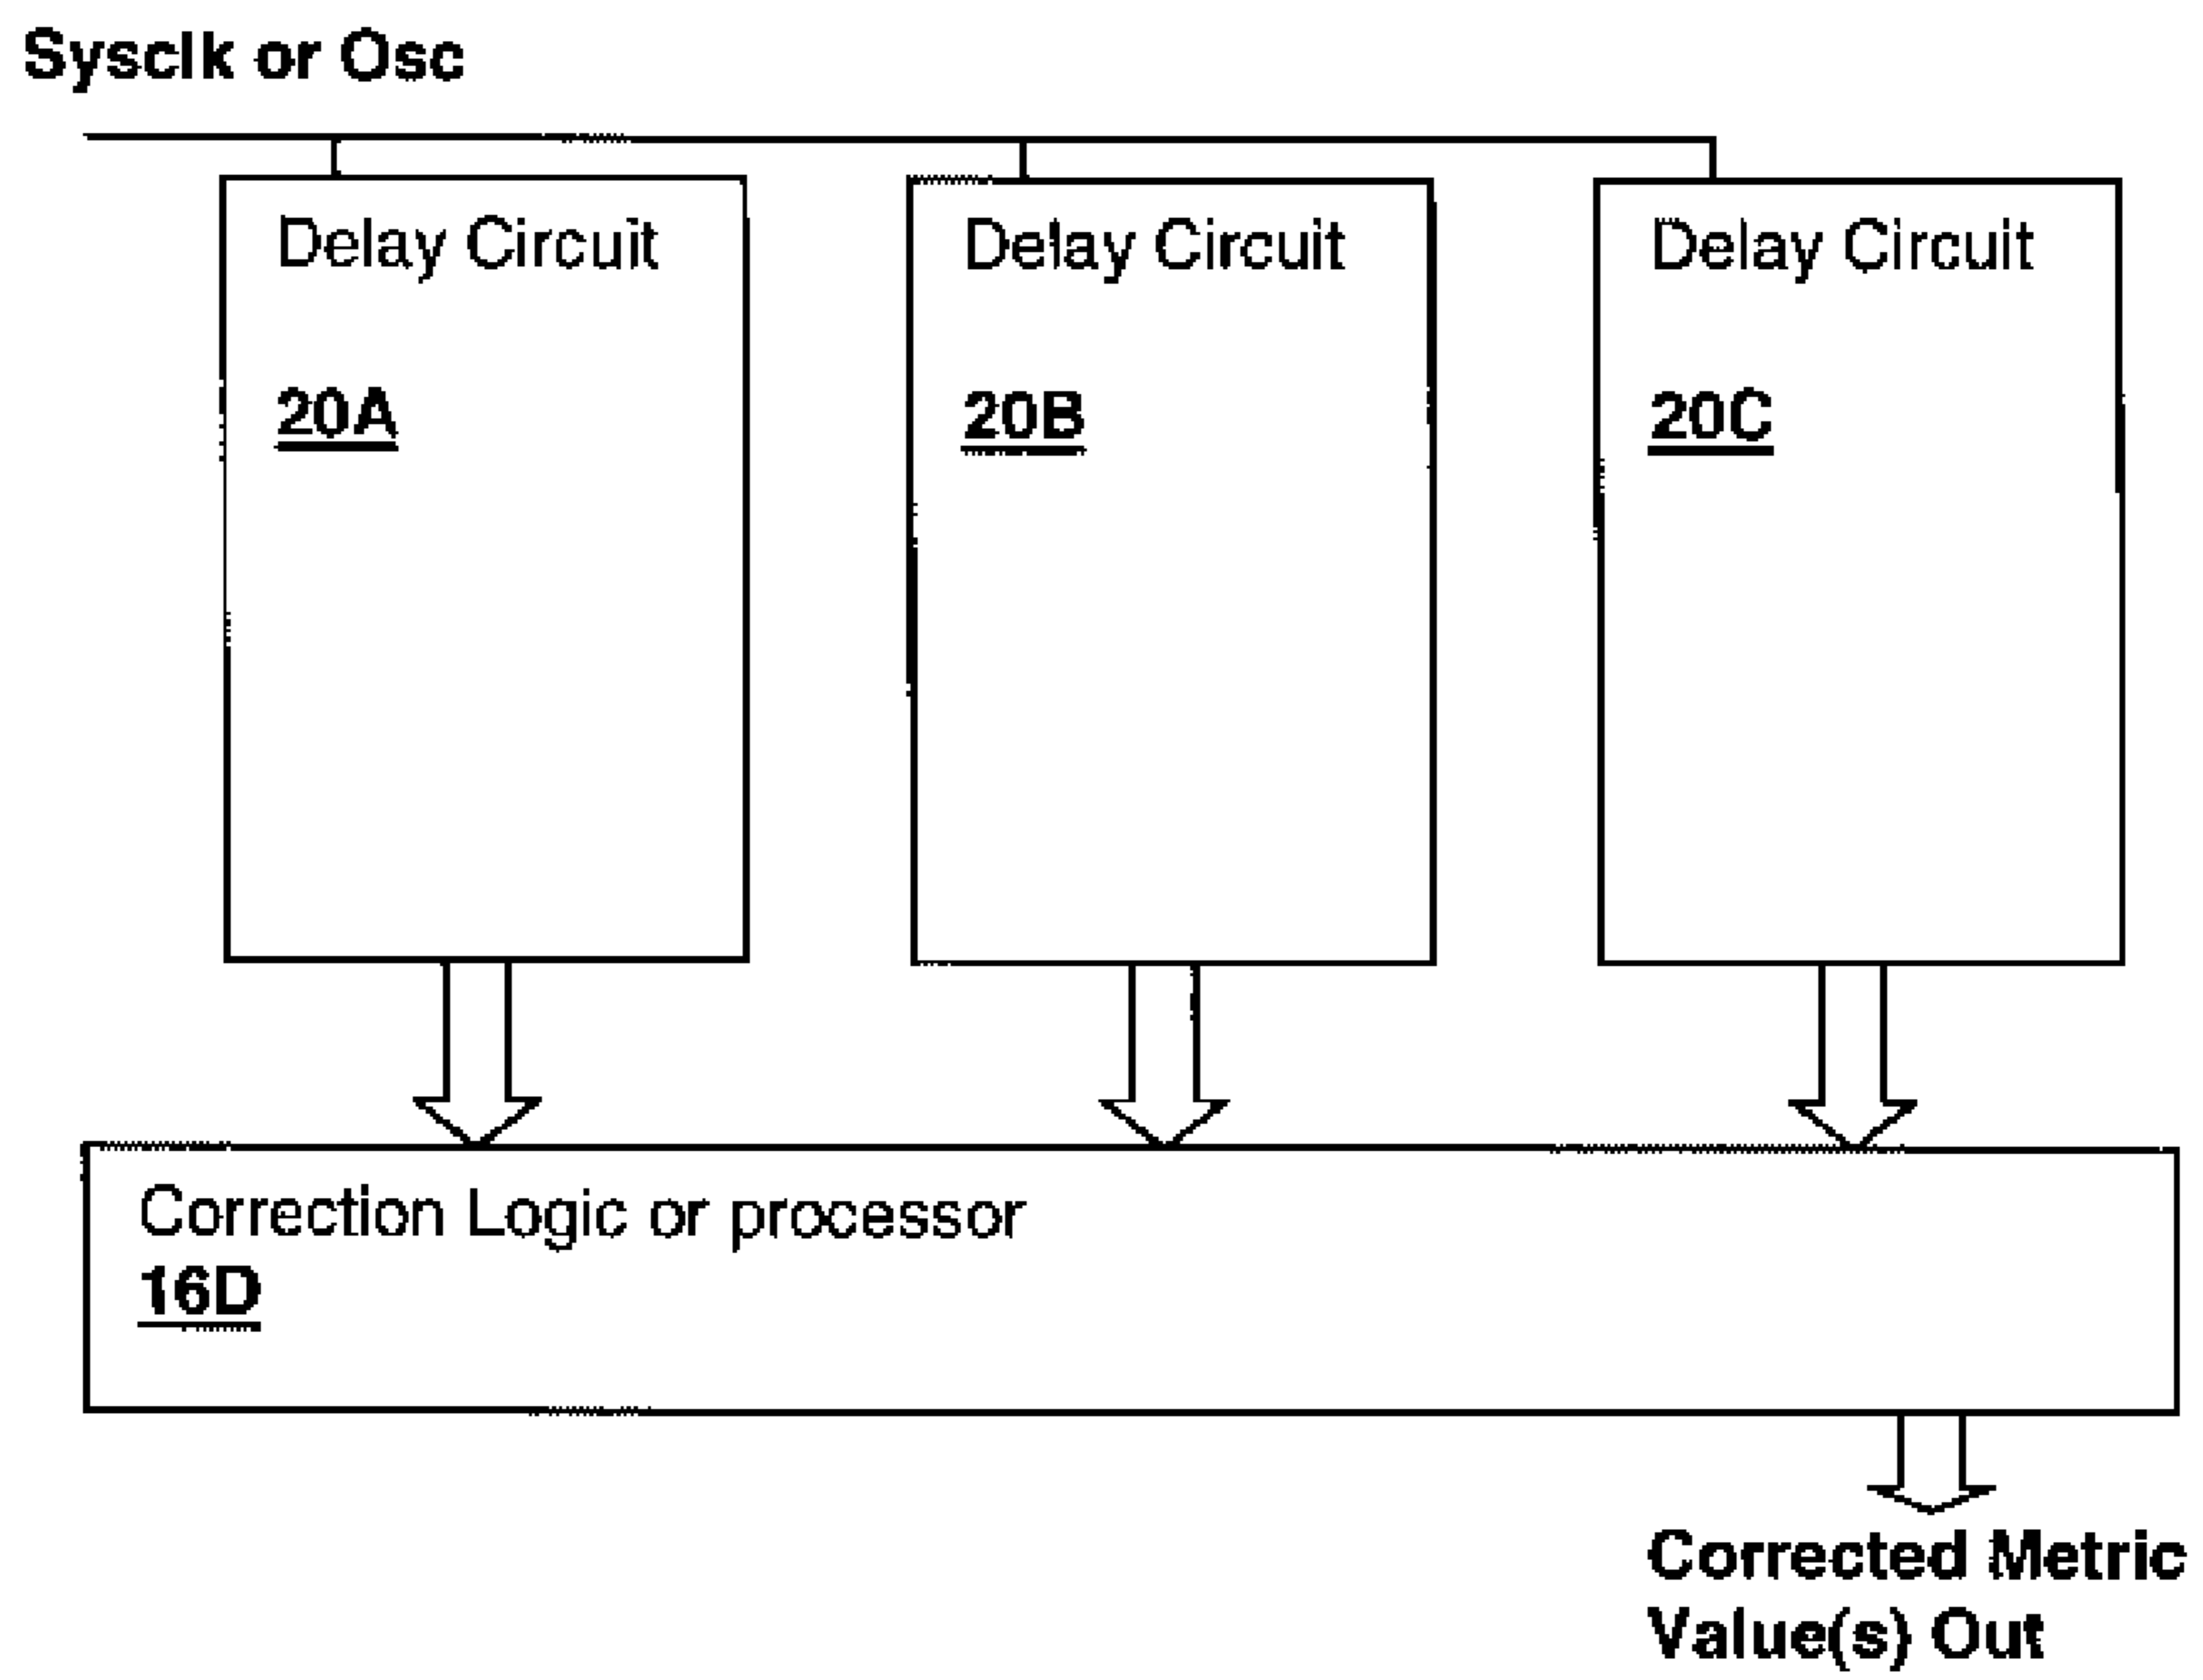 Sysclk or Osc
Delay Circuit
20A
Delay Circuit
20B
Delay Circuit
20C
Correction Logic or processor
16D
Corrected Metric
Value(s) Out